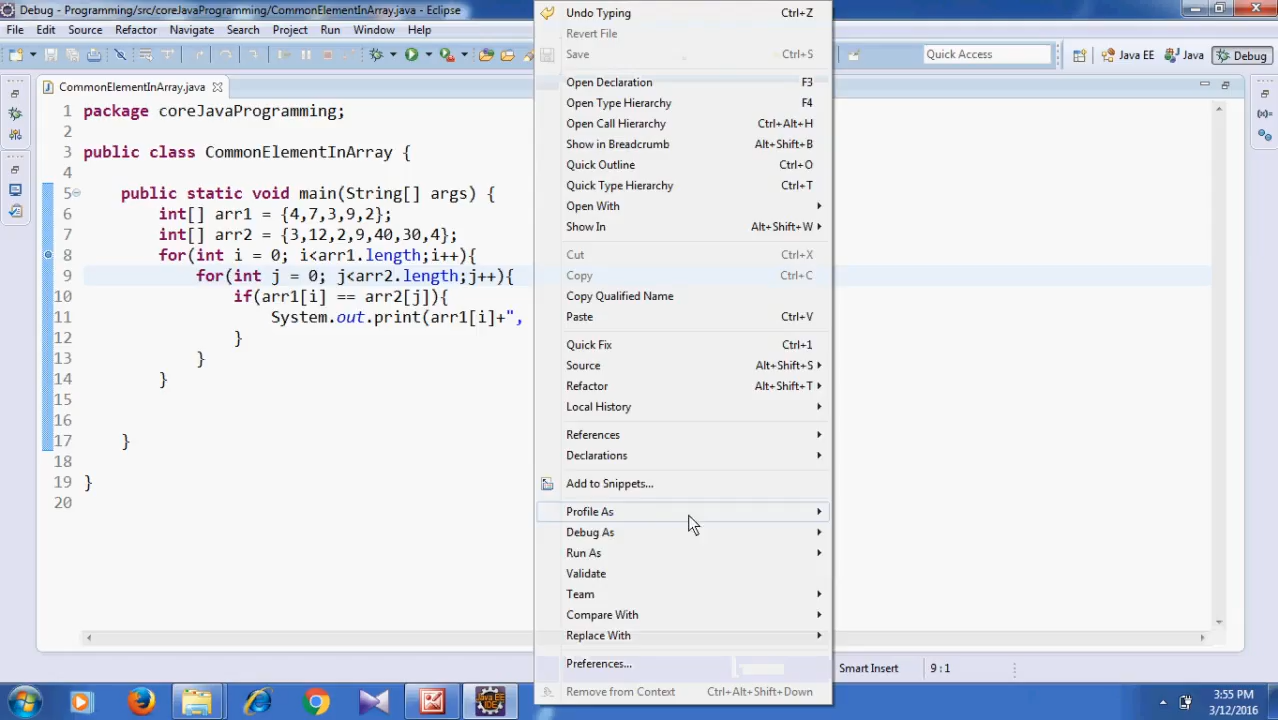 Debug - Programming/src/coreJavaProgramming/CommonElementInArray.java - Eclipse
File Edit Source Refactor Navigate Search Project Run Window Help
Quick Access Java EE Java Debug
CommonElementInArray.java
1 package coreJavaProgramming;
2
3 public class CommonElementInArray {
4
5 public static void main(String[] args) {
6 int[] arr1 = {4,7,3,9,2};
7 int[] arr2 = {3,12,2,9,40,30,4};
8 for(int i = 0; i<arr1.length;i++){
9 for(int j = 0; j<arr2.length;j++){
10 if(arr1[i] == arr2[j]){
11 System.out.print(arr1[i]+",
12 }
13 }
14 }
15
16
17 }
18
19 }
20
Undo Typing Ctrl+Z
Revert File
Save Ctrl+S
Open Declaration F3
Open Type Hierarchy F4
Open Call Hierarchy Ctrl+Alt+H
Show in Breadcrumb Alt+Shift+B
Quick Outline Ctrl+O
Quick Type Hierarchy Ctrl+T
Open With
Show In Alt+Shift+W
Cut Ctrl+X
Copy Ctrl+C
Copy Qualified Name
Paste Ctrl+V
Quick Fix Ctrl+1
Source Alt+Shift+S
Refactor Alt+Shift+T
Local History
References
Declarations
Add to Snippets...
Profile As
Debug As
Run As
Validate
Team
Compare With
Replace With
Preferences...
Remove from Context Ctrl+Alt+Shift+Down
Smart Insert 9 : 1
Java EE
IDE
3:55 PM
3/12/2016